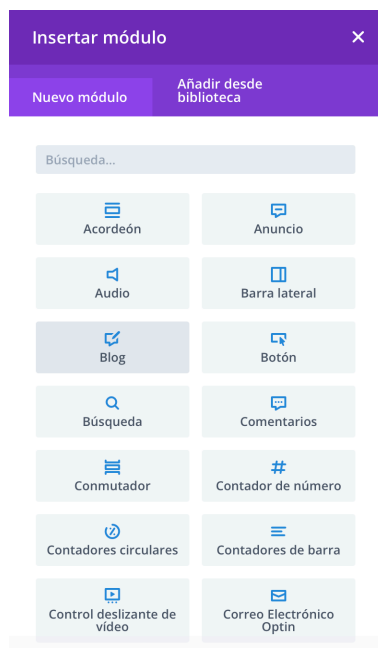 Insertar módulo
Nuevo módulo
Añadir desde
biblioteca
Búsqueda...
Acordeón
Anuncio
Audio
Barra lateral
Blog
Botón
Búsqueda
Comentarios
Conmutador
Contador de número
Contadores circulares
Contadores de barra
Control deslizante de
vídeo
Correo Electrónico
Optin